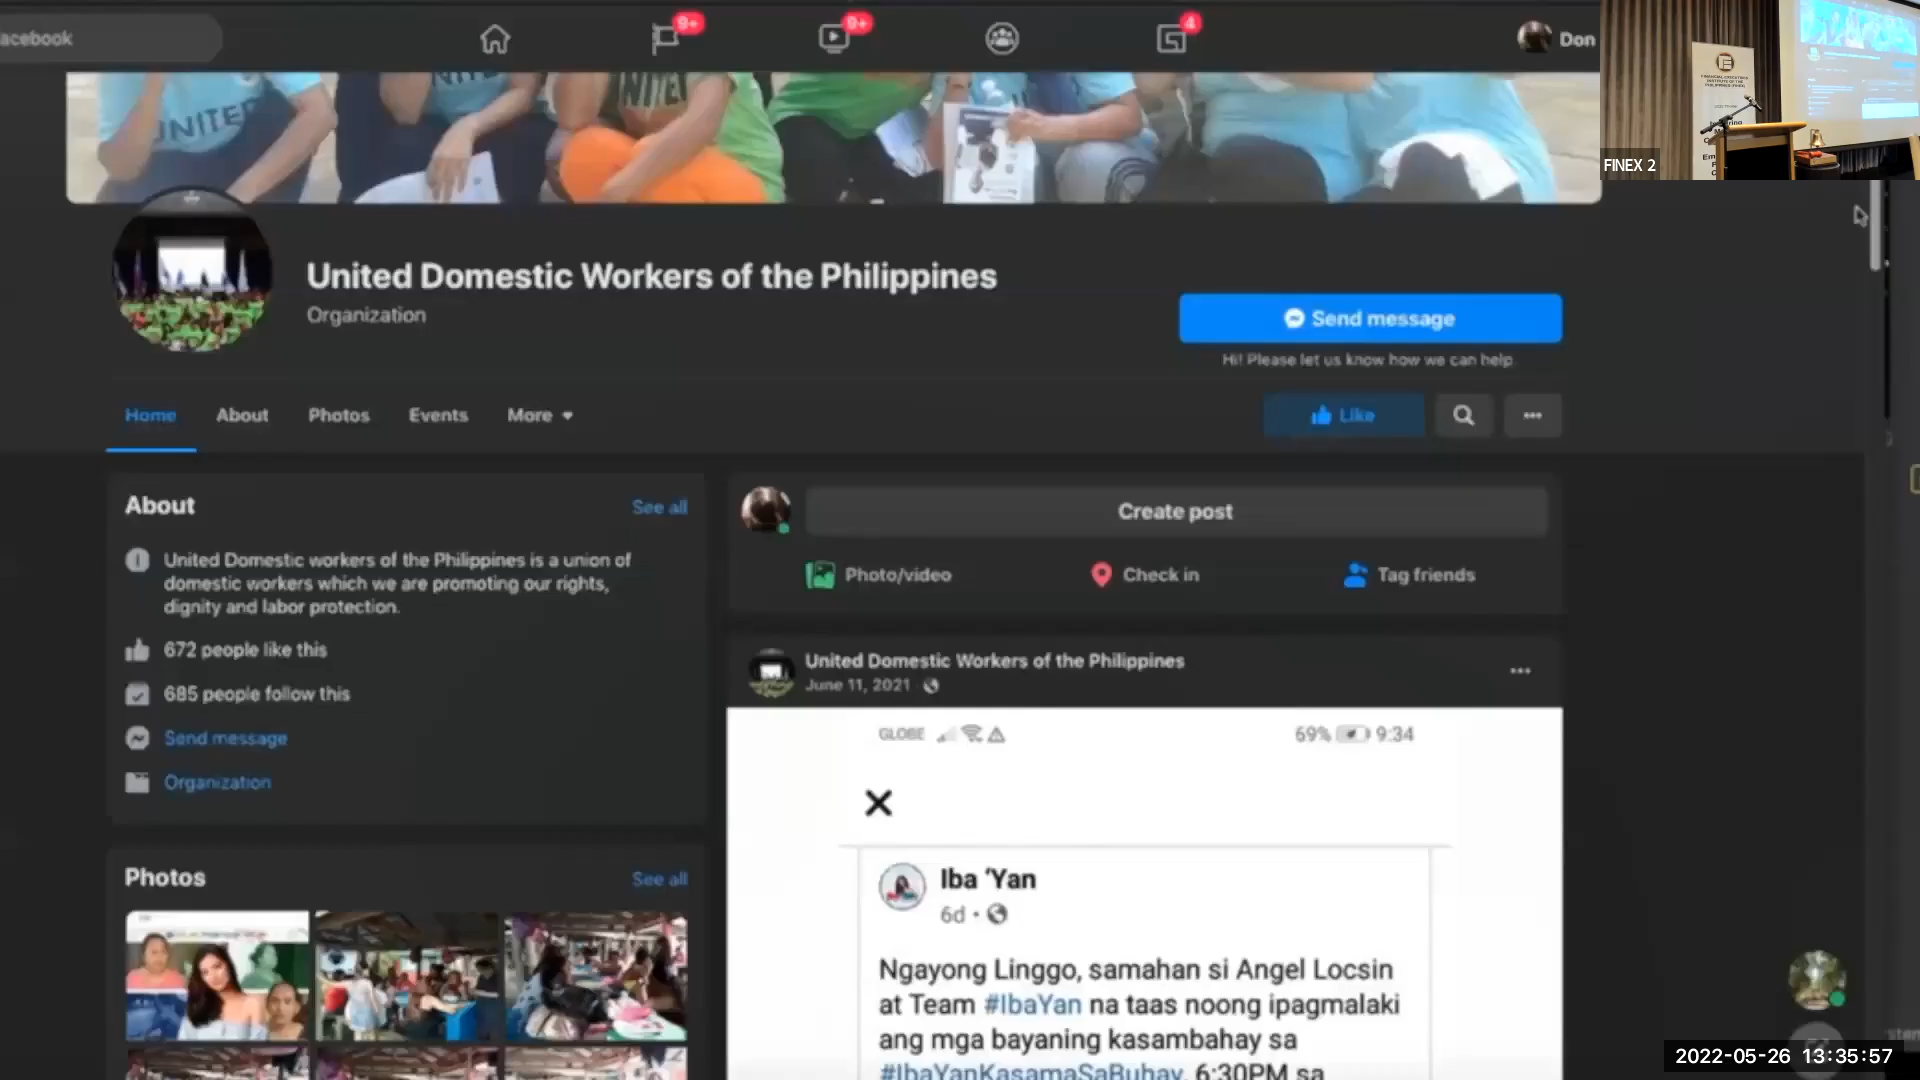 acebook
9+
9+
4
Don
UNITED
UNITE
UNITE
FINEX 2
United Domestic Workers of the Philippines
Organization
Send message
Hi! Please let us know how we can help
Home
About
Photos
Events
More
Like
About
See all
United Domestic workers of the Philippines is a union of
domestic workers which we are promoting our rights,
dignity and labor protection.
672 people like this
685 people follow this
Send message
Organization
Photos
See all
Create post
Photo/video
Check in
Tag friends
United Domestic Workers of the Philippines
June 11, 2021
GLOBE
69%
9:34
Iba ‘Yan
6d
Ngayong Linggo, samahan si Angel Locsin
at Team #IbaYan na taas noong ipagmalaki
ang mga bayaning kasambahay sa
#IbaYanKasamaSaBuhay, 6:30PM sa
2022-05-26 13:35:57